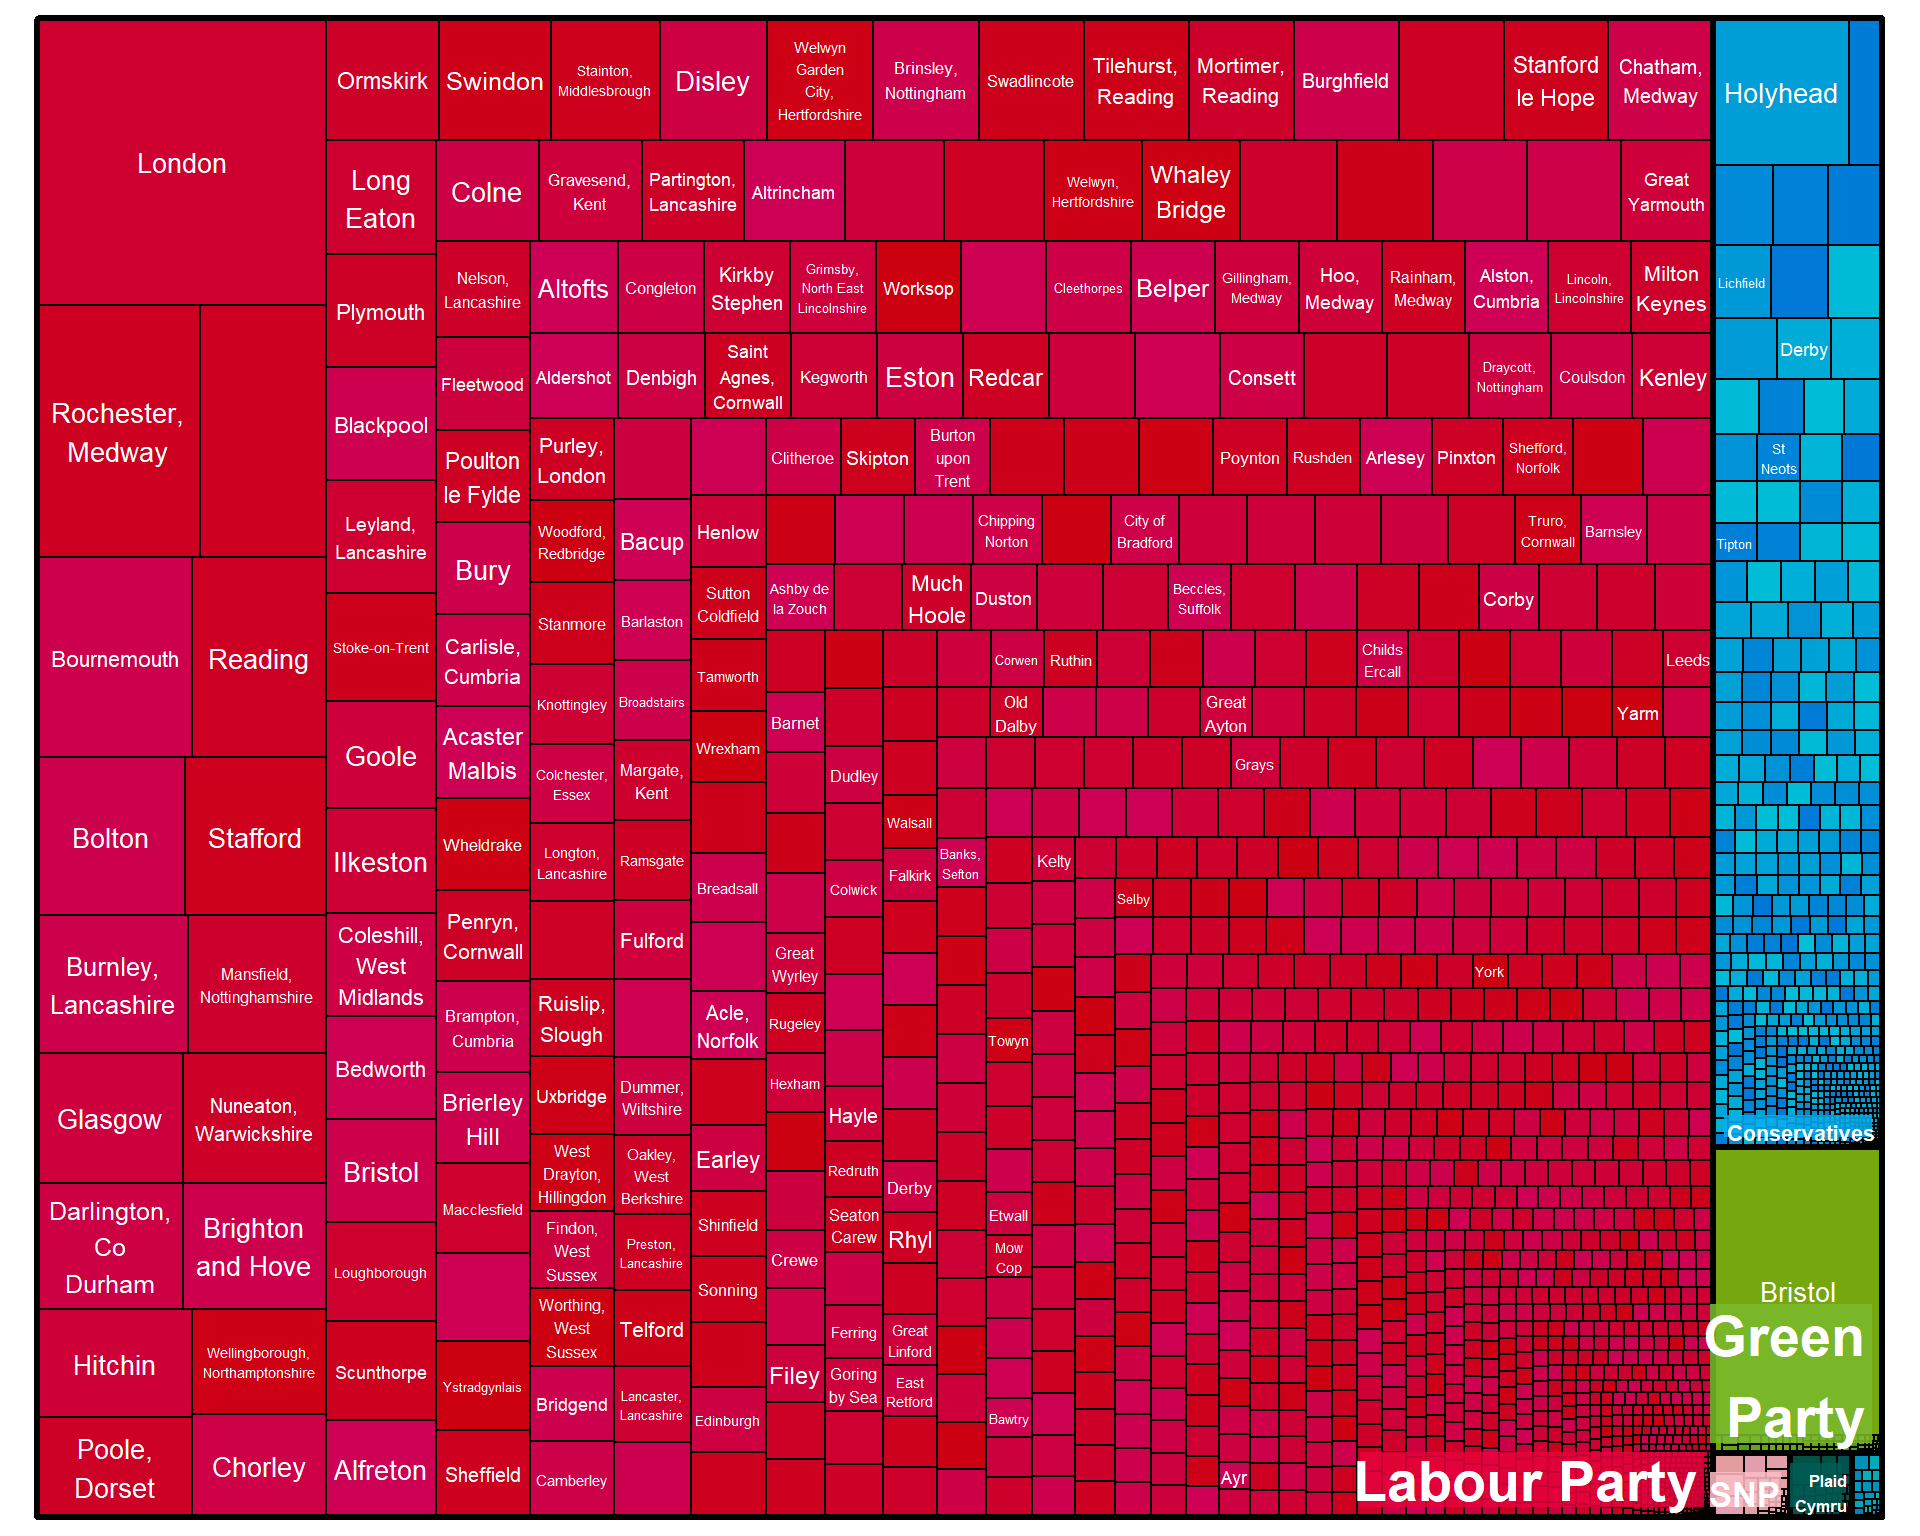 London
Ormskirk
Swindon
Stainton,
Middlesbrough
Disley
Welwyn
Garden
City,
Hertfordshire
Brinsley,
Nottingham
Swadlincote
Tilehurst,
Reading
Mortimer,
Reading
Burghfield
Stanford
le Hope
Chatham,
Medway
Holyhead
Long
Eaton
Colne
Gravesend,
Kent
Partington,
Lancashire
Altrincham
Welwyn,
Hertfordshire
Whaley
Bridge
Great
Yarmouth
Plymouth
Nelson,
Lancashire
Altofts
Congleton
Kirkby
Stephen
Grimsby,
North East
Lincolnshire
Worksop
Cleethorpes
Belper
Gillingham,
Medway
Hoo,
Medway
Rainham,
Medway
Alston,
Cumbria
Lincoln,
Lincolnshire
Milton
Keynes
Lichfield
Rochester,
Medway
Blackpool
Fleetwood
Aldershot
Denbigh
Saint
Agnes,
Cornwall
Kegworth
Eston
Redcar
Consett
Draycott,
Nottingham
Coulsdon
Kenley
Derby
Leyland,
Lancashire
Poulton
le Fylde
Purley,
London
Clitheroe
Skipton
Burton
upon
Trent
Poynton
Rushden
Arlesey
Pinxton
Shefford,
Norfolk
St
Neots
Woodford,
Redbridge
Bacup
Henlow
Chipping
Norton
City of
Bradford
Truro,
Cornwall
Barnsley
Tipton
Bournemouth
Reading
Stoke-on-Trent
Bury
Stanmore
Barlaston
Sutton
Coldfield
Ashby de
la Zouch
Much
Hoole
Duston
Beccles,
Suffolk
Corby
Carlisle,
Cumbria
Knottingley
Broadstairs
Tamworth
Corwen
Ruthin
Childs
Ercall
Leeds
Goole
Acaster
Malbis
Colchester,
Essex
Margate,
Kent
Wrexham
Barnet
Dudley
Old
Dalby
Great
Ayton
Yarm
Grays
Bolton
Stafford
Ilkeston
Wheldrake
Longton,
Lancashire
Ramsgate
Breadsall
Colwick
Walsall
Falkirk
Banks,
Sefton
Kelty
Selby
Burnley,
Lancashire
Mansfield,
Nottinghamshire
Coleshill,
West
Midlands
Penryn,
Cornwall
Fulford
Great
Wyrley
York
Brampton,
Cumbria
Ruislip,
Slough
Acle,
Norfolk
Rugeley
Towyn
Glasgow
Nuneaton,
Warwickshire
Bedworth
Brierley
Hill
Uxbridge
Dummer,
Wiltshire
Hexham
Hayle
Conservatives
Darlington,
Co
Durham
Brighton
and Hove
Bristol
Macclesfield
West
Drayton,
Hillingdon
Oakley,
West
Berkshire
Earley
Redruth
Derby
Loughborough
Findon,
West
Sussex
Preston,
Lancashire
Shinfield
Crewe
Seaton
Carew
Rhyl
Etwall
Mow
Cop
Hitchin
Wellingborough,
Northamptonshire
Scunthorpe
Ystradgynlais
Worthing,
West
Sussex
Telford
Sonning
Ferring
Great
Linford
Bristol
Green
Party
Bridgend
Lancaster,
Lancashire
Edinburgh
Filey
Goring
by Sea
East
Retford
Bawtry
Poole,
Dorset
Chorley
Alfreton
Sheffield
Camberley
Ayr
Labour Party
SNP
Plaid
Cymru